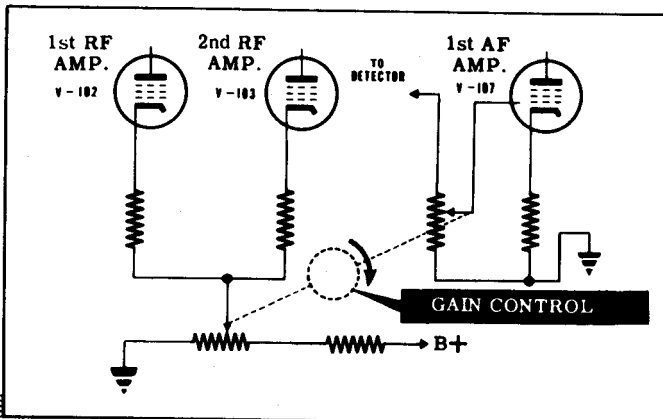 1st RF
AMP.
V-102
2nd RF
AMP.
V-103
TO
DETECTOR
1st AF
AMP.
V-107
GAIN CONTROL
B+